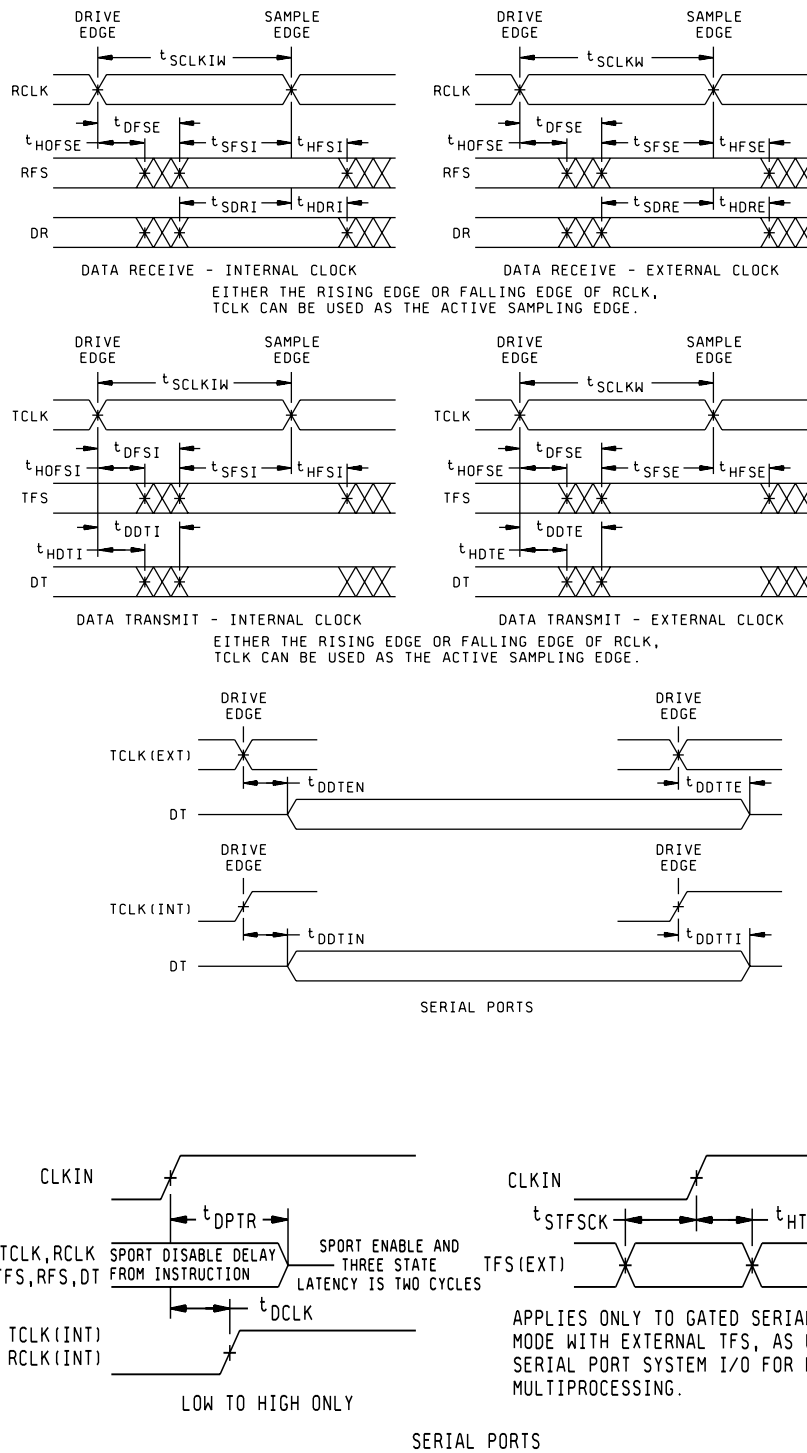 DRIVE EDGE SAMPLE EDGE DRIVE EDGE SAMPLE EDGE
tSCLKIW tSCLKW
RCLK RCLK
tDFSE tDFSE
tHOFSE tSFSI tHFSI tHOFSE tSFSE tHFSE
RFS RFS
tSDRI tHDRI tSDRE tHDRE
DR DR
DATA RECEIVE - INTERNAL CLOCK DATA RECEIVE - EXTERNAL CLOCK
EITHER THE RISING EDGE OR FALLING EDGE OF RCLK,
TCLK CAN BE USED AS THE ACTIVE SAMPLING EDGE.
DRIVE EDGE SAMPLE EDGE DRIVE EDGE SAMPLE EDGE
tSCLKIW tSCLKW
TCLK TCLK
tDFSI tDFSE
tHOFSI tSFSI tHFSI tHOFSE tSFSE tHFSE
TFS TFS
tDDTI tDDTE
tHDTI tHDTE
DT DT
DATA TRANSMIT - INTERNAL CLOCK DATA TRANSMIT - EXTERNAL CLOCK
EITHER THE RISING EDGE OR FALLING EDGE OF RCLK,
TCLK CAN BE USED AS THE ACTIVE SAMPLING EDGE.
DRIVE EDGE DRIVE EDGE
TCLK(EXT)
tDDTEN tDDTTE
DT
DRIVE EDGE DRIVE EDGE
TCLK(INT)
tDDTIN tDDTTI
DT
SERIAL PORTS
CLKIN CLKIN
tDPTR tSTFSCK
TCLK,RCLK SPORT DISABLE DELAY SPORT ENABLE AND
TFS,RFS,DT FROM INSTRUCTION THREE STATE TFS(EXT)
LATENCY IS TWO CYCLES
tDCLK
TCLK(INT)
RCLK(INT)
LOW TO HIGH ONLY
APPLIES ONLY TO GATED SERIAL
MODE WITH EXTERNAL TFS, AS
SERIAL PORT SYSTEM I/O FOR
MULTIPROCESSING.
SERIAL PORTS